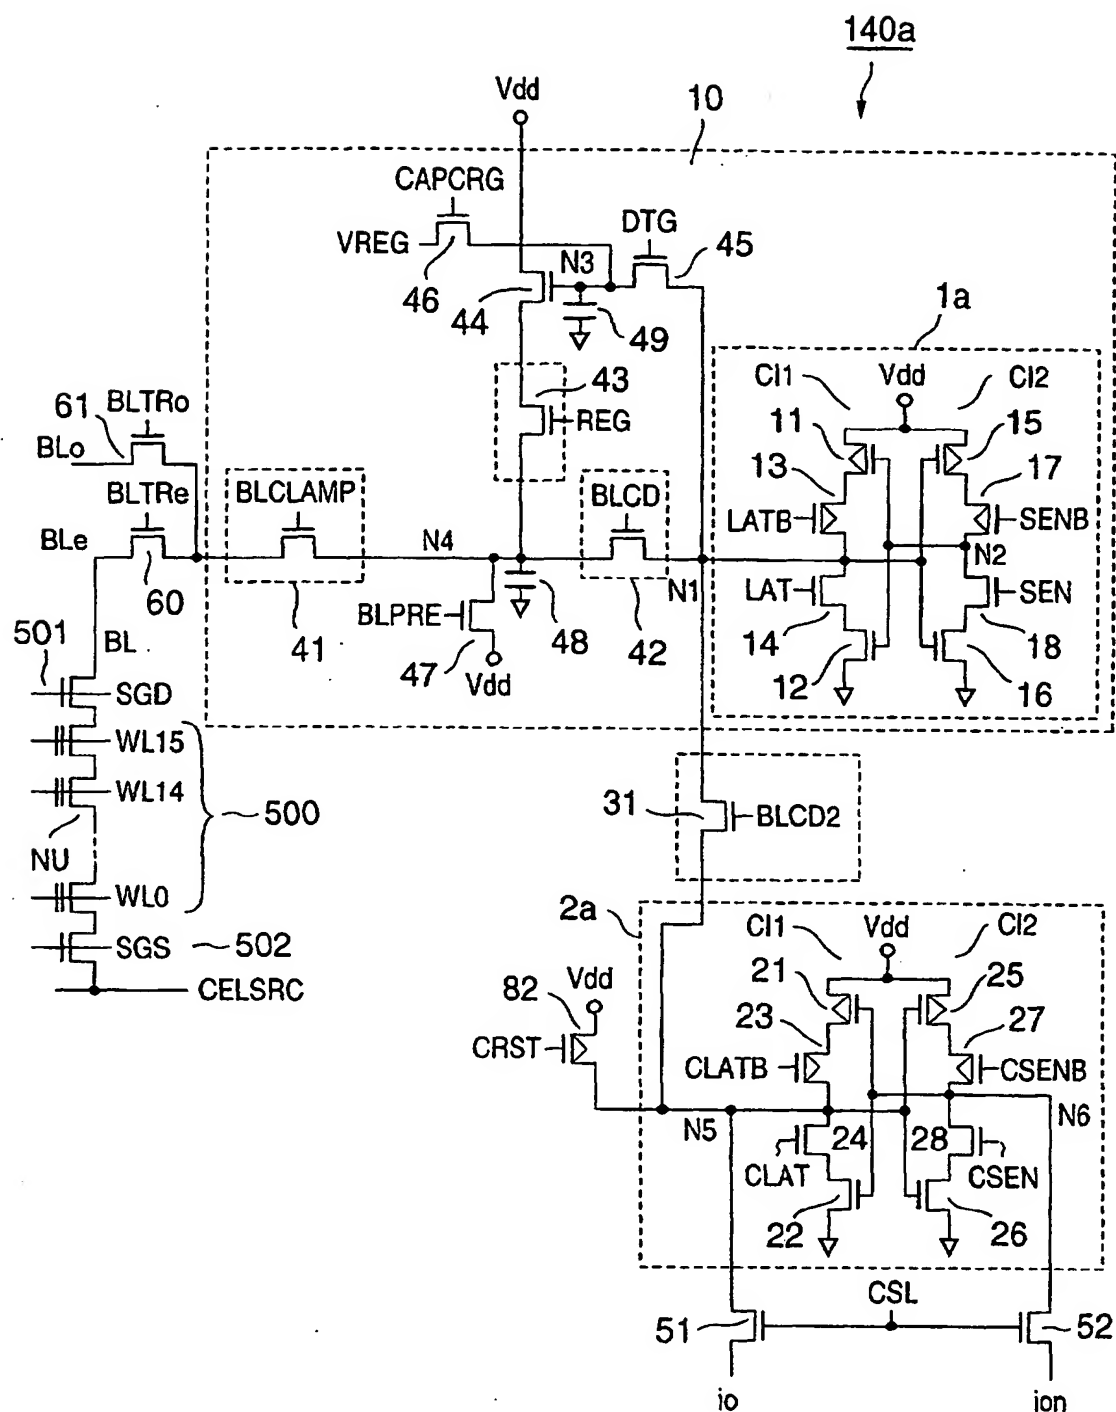 140a
Vdd
10
CAPCRG
VREG
46
N3
DTG
45
44
49
1a
CI1
Vdd
CI2
11
15
13
17
LATB
SENB
N2
LAT
SEN
14
18
12
16
43
REG
61
BLTRo
BLo
BLTRe
BLe
60
BLCLAMP
41
N4
BLCD
42
N1
BLPRE
47
Vdd
48
501
BL
SGD
WL15
WL14
500
NU
WL0
SGS
502
CELSRC
31
BLCD2
2a
CI1
Vdd
CI2
21
25
23
27
82
Vdd
CRST
CLATB
CSENB
N5
N6
24
28
CLAT
CSEN
22
26
51
CSL
52
io
ion